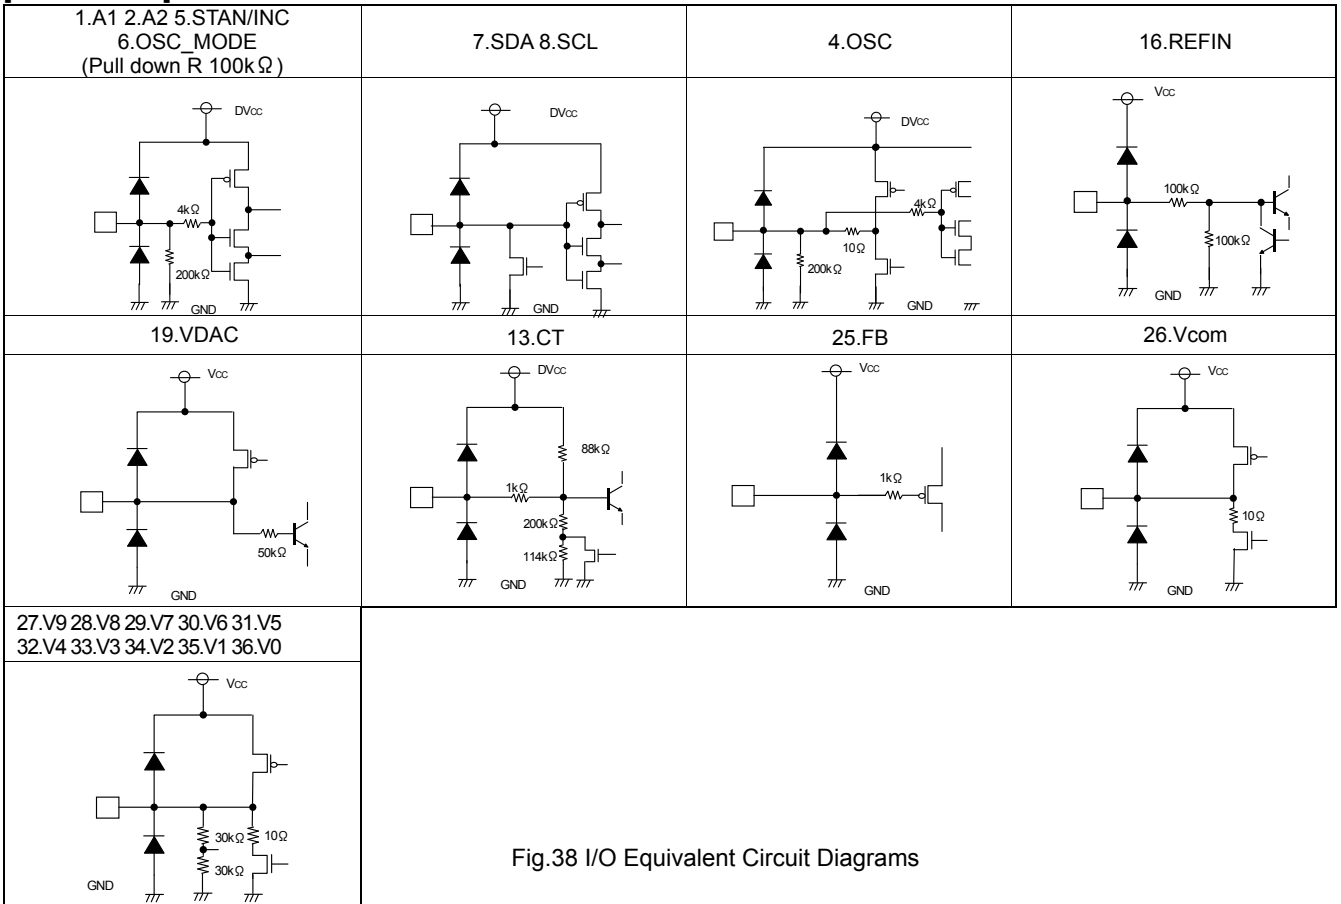 1.A1 2.A2 5.STAN/INC
6.OSC_MODE
(Pull down R 100kΩ)
7.SDA 8.SCL
4.OSC
16.REFIN
DVCC
4kΩ
200kΩ
GND
DVCC
GND
DVCC
4kΩ
10Ω
200kΩ
GND
VCC
100kΩ
100kΩ
GND
19.VDAC
13.CT
25.FB
26.Vcom
VCC
50kΩ
GND
DVCC
88kΩ
1kΩ
200kΩ
114kΩ
GND
VCC
1kΩ
GND
VCC
10Ω
GND
27.V9 28.V8 29.V7 30.V6 31.V5
32.V4 33.V3 34.V2 35.V1 36.V0
VCC
30kΩ
10Ω
30kΩ
GND
Fig.38 I/O Equivalent Circuit Diagrams